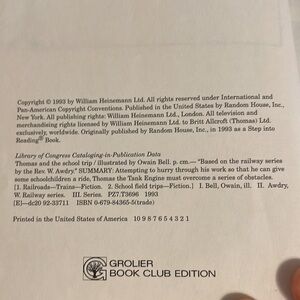 Copyright © 1993 by William Heinemann Ltd. All rights reserved under International and
Pan-American Copyright Conventions. Published in the United States by Random House, Inc.,
New York. All publishing rights: William Heinemann Ltd., London. All television and
merchandising rights licensed by William Heinemann Ltd. to Britt Allcroft (Thomas) Ltd.
exclusively, worldwide. Originally published by Random House, Inc., in 1993 as a Step into
Reading® Book.
Library of Congress Cataloging-in-Publication Data
Thomas and the school trip / illustrated by Owain Bell. p. cm.— "Based on the railway series
by the Rev. W. Awdry." SUMMARY: Attempting to hurry through his work so that he can give
some schoolchildren a ride, Thomas the Tank Engine must overcome a series of obstacles.
[1. Railroads—Trains—Fiction. 2. School field trips—Fiction.] I. Bell, Owain, ill. II. Awdry,
W. Railway series. III. Series. PZ7.T3696 1993
[E]—dc20 92-33711 ISBN 0-679-84365-5(trade)
Printed in the United States of America 10 9 8 7 6 5 4 3 2 1
GROLIER
BOOK CLUB EDITION